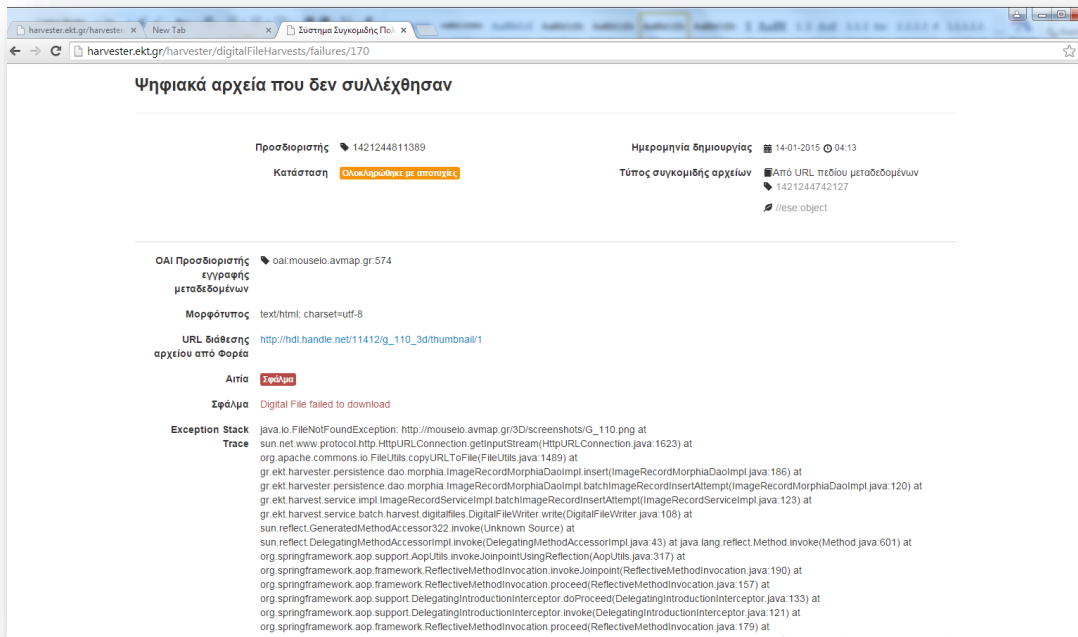 harvester.ekt.gr/harvester
New Tab
Σύστημα Συγκομιδής Πολ
harvester.ekt.gr/harvester/digitalFileHarvests/failures/170
Ψηφιακά αρχεία που δεν συλλέχθησαν
Προσδιοριστής 1421244811389
Ημερομηνία δημιουργίας 14-01-2015 04:13
Κατάσταση Ολοκληρώθηκε με αποτυχίες
Τύπος συγκομιδής αρχείων Από URL πεδίου μεταδεδομένων
1421244742127
//ese:object
OAI Προσδιοριστής oai:mouseio.avmap.gr:574
εγγραφής
μεταδεδομένων
Μορφότυπος text/html; charset=utf-8
URL διάθεσης http://hdl.handle.net/11412/g_110_3d/thumbnail/1
αρχείου από Φορέα
Αιτία Σφάλμα
Σφάλμα Digital File failed to download
Exception Stack java.io.FileNotFoundException: http://mouseio.avmap.gr/3D/screenshots/G_110.png at
Trace sun.net.www.protocol.http.HttpURLConnection.getInputStream(HttpURLConnection.java:1623) at
org.apache.commons.io.FileUtils.copyURLToFile(FileUtils.java:1489) at
gr.ekt.harvester.persistence.dao.morphia.ImageRecordMorphiaDaoImpl.insert(ImageRecordMorphiaDaoImpl.java:186) at
gr.ekt.harvester.persistence.dao.morphia.ImageRecordMorphiaDaoImpl.batchImageRecordInsertAttempt(ImageRecordMorphiaDaoImpl.java:120) at
gr.ekt.harvest.service.impl.ImageRecordServiceImpl.batchImageRecordInsertAttempt(ImageRecordServiceImpl.java:123) at
gr.ekt.harvest.service.batch.harvest.digitalfiles.DigitalFileWriter.write(DigitalFileWriter.java:108) at
sun.reflect.GeneratedMethodAccessor322.invoke(Unknown Source) at
sun.reflect.DelegatingMethodAccessorImpl.invoke(DelegatingMethodAccessorImpl.java:43) at java.lang.reflect.Method.invoke(Method.java:601) at
org.springframework.aop.support.AopUtils.invokeJoinpointUsingReflection(AopUtils.java:317) at
org.springframework.aop.framework.ReflectiveMethodInvocation.invokeJoinpoint(ReflectiveMethodInvocation.java:190) at
org.springframework.aop.framework.ReflectiveMethodInvocation.proceed(ReflectiveMethodInvocation.java:157) at
org.springframework.aop.support.DelegatingIntroductionInterceptor.doProceed(DelegatingIntroductionInterceptor.java:133) at
org.springframework.aop.support.DelegatingIntroductionInterceptor.invoke(DelegatingIntroductionInterceptor.java:121) at
org.springframework.aop.framework.ReflectiveMethodInvocation.proceed(ReflectiveMethodInvocation.java:179) at